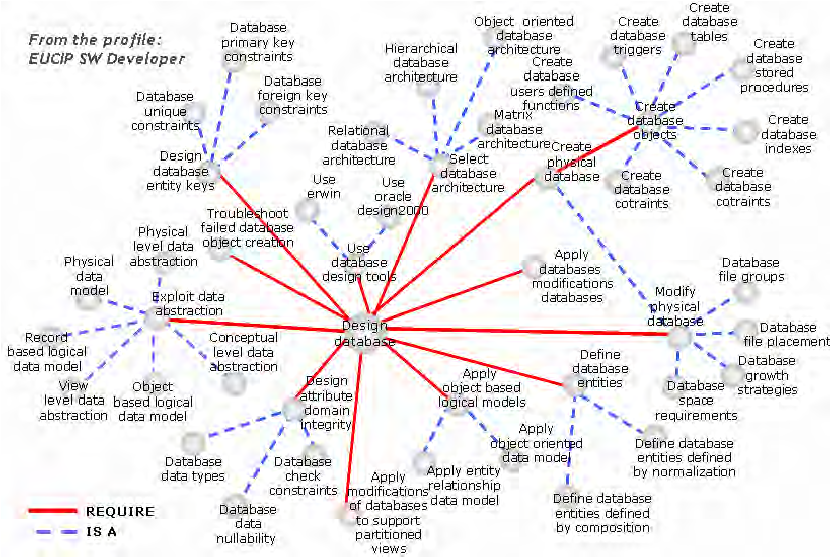 From the profile:
EUCIP SW Developer
Database
primary key
constraints
Database
foreign key
constraints
Database
unique
constraints
Design
database
entity keys
Hierarchical
database
architecture
Object oriented
database
architecture
Relational
database
architecture
Matrix
database
architecture
Select
database
architecture
Create
database
users defined
functions
Create
database
triggers
Create
database
tables
Create
database
stored
procedures
Create
database
objects
Create
database
indexes
Create
database
cotraints
Create
database
cotraints
Create
physical
database
Use
erwin
Use
oracle
design2000
Use
database
design tools
Troubleshoot
failed database
object creation
Physical
level data
abstraction
Physical
data
model
Exploit data
abstraction
Record
based logical
data model
View
level data
abstraction
Object
based logical
data model
Conceptual
level data
abstraction
Design
database
Apply
databases
modifications
databases
Modify
physical
database
Database
file groups
Database
file placement
Database
growth
strategies
Database
space
requirements
Define
database
entities
Define database
entities defined
by normalization
Define database
entities defined
by composition
Apply
object based
logical models
Apply
object oriented
data model
Apply entity
relationship
data model
Design
attribute
domain
integrity
Database
data types
Database
check
constraints
Database
data
nullability
Apply
modifications
of databases
to support
partitioned
views
REQUIRE
IS A